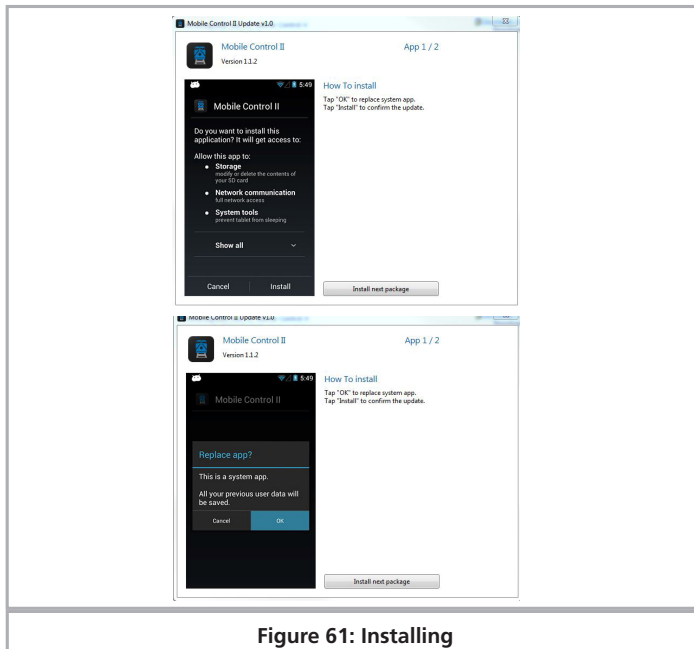 Mobile Control II Update v1.0
Mobile Control II
App 1 / 2
Version 1.1.2
5:49
Mobile Control II
Do you want to install this
application? It will get access to:
Allow this app to:
Storage
modify or delete the contents of
your SD card
Network communication
full network access
System tools
prevent tablet from sleeping
Show all
Cancel
Install
How To install
Tap "OK" to replace system app.
Tap "Install" to confirm the update.
Install next package
Mobile Control II Update v1.0
Mobile Control II
App 1 / 2
Version 1.1.2
5:49
Mobile Control II
Replace app?
This is a system app.
All your previous user data will
be saved.
Cancel
OK
How To install
Tap "OK" to replace system app.
Tap "Install" to confirm the update.
Install next package
Figure 61: Installing